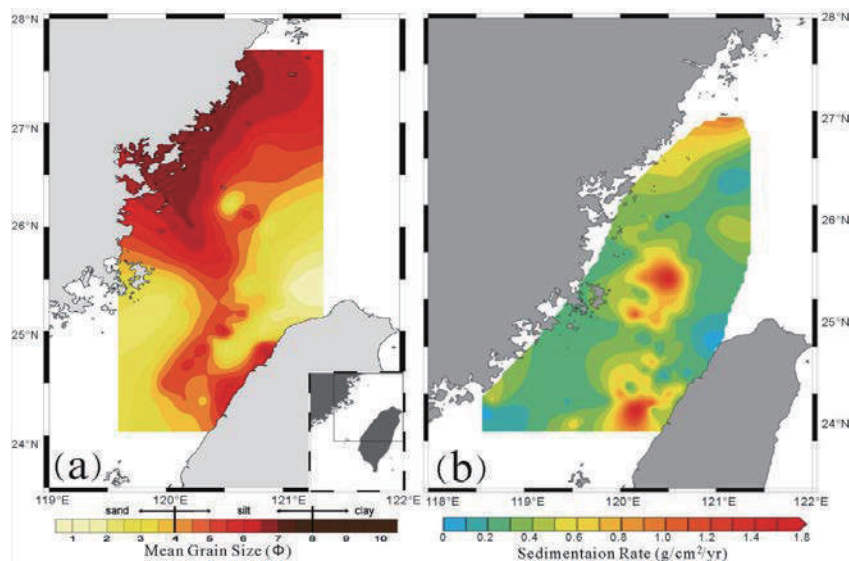 28°N
27°N
26°N
25°N
24°N
(a)
119°E 120°E 121°E 122°E
sand silt clay
1 2 3 4 5 6 7 8 9 10
Mean Grain Size (Φ)
28°N
27°N
26°N
25°N
24°N
(b)
118°E 119°E 120°E 121°E 122°E
0 0.2 0.4 0.6 0.8 1 1.2 1.4 1.6 1.8
Sedimentaion Rate (g/cm²/yr)